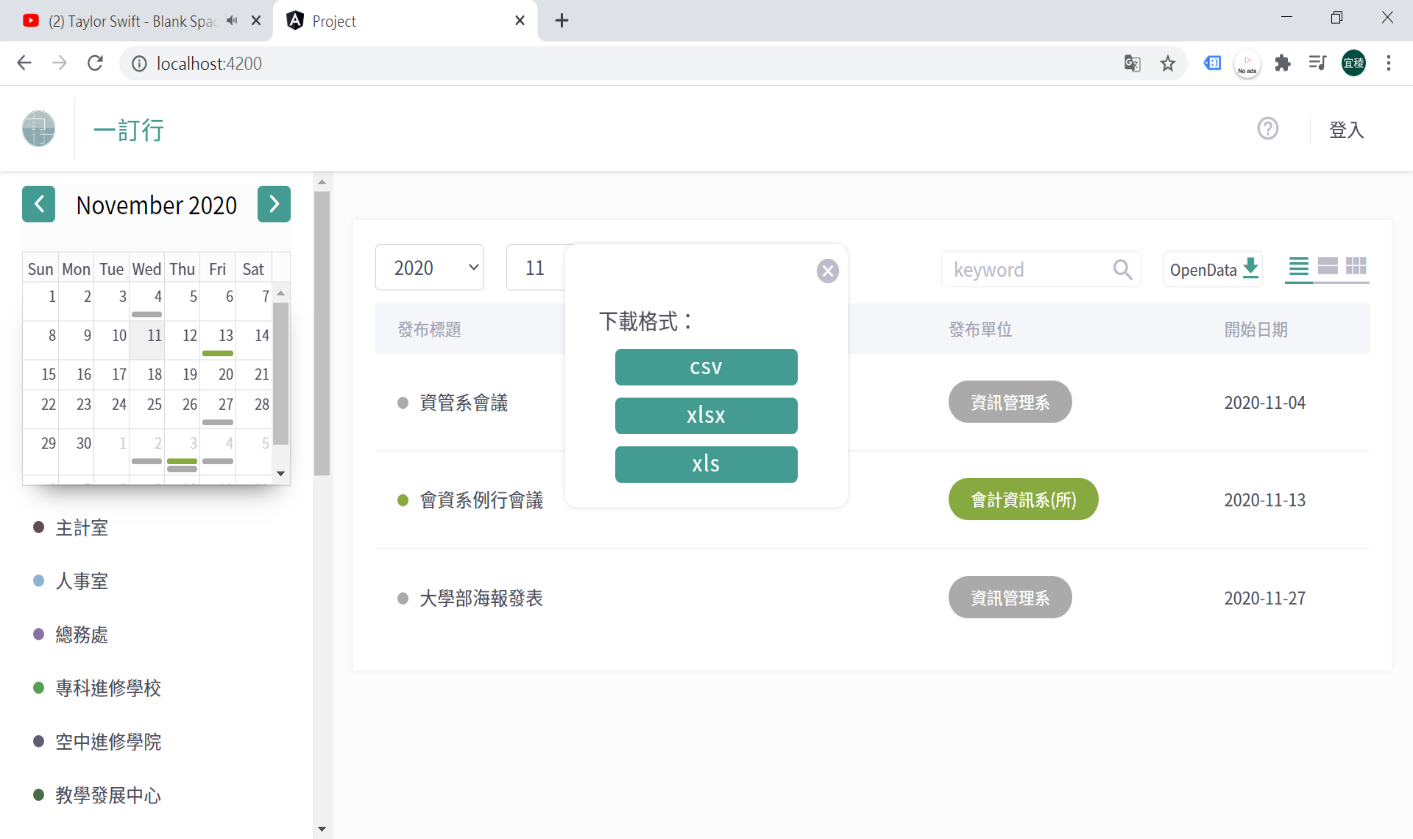 (2) Taylor Swift - Blank Spac
Project
localhost:4200
No ads
宜稜
一訂行
登入
November 2020
Sun Mon Tue Wed Thu Fri Sat
1 2 3 4 5 6 7
8 9 10 11 12 13 14
15 16 17 18 19 20 21
22 23 24 25 26 27 28
29 30 1 2 3 4 5
主計室
人事室
總務處
專科進修學校
空中進修學院
教學發展中心
2020 11 keyword OpenData
下載格式：
csv
xlsx
xls
發布標題 發布單位 開始日期
資管系會議 資訊管理系 2020-11-04
會資系例行會議 會計資訊系(所) 2020-11-13
大學部海報發表 資訊管理系 2020-11-27